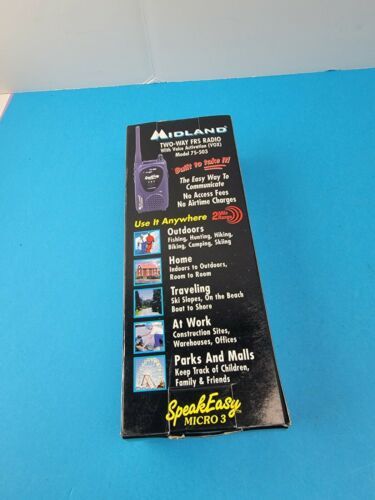 MIDLAND
TWO-WAY FRS RADIO
With Voice Activation (VOX)
Model 75-505
Built to take it!
The Easy Way To
Communicate
No Access Fees
No Airtime Charges
Use It Anywhere
2 Mile
Range
Outdoors
Fishing, Hunting, Hiking,
Biking, Camping, Skiing
Home
Indoors to Outdoors,
Room to Room
Traveling
Ski Slopes, On the Beach
Boat to Shore
At Work
Construction Sites,
Warehouses, Offices
Parks And Malls
Keep Track of Children,
Family & Friends
SpeakEasy
MICRO 3